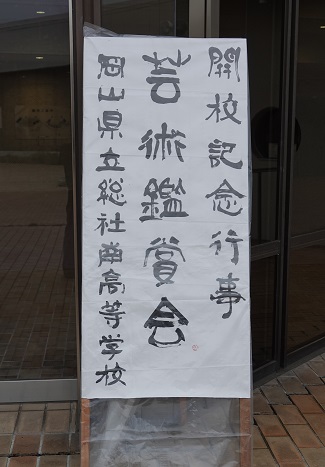 開校記念行事
芸術鑑賞会
岡山県立総社南高等学校